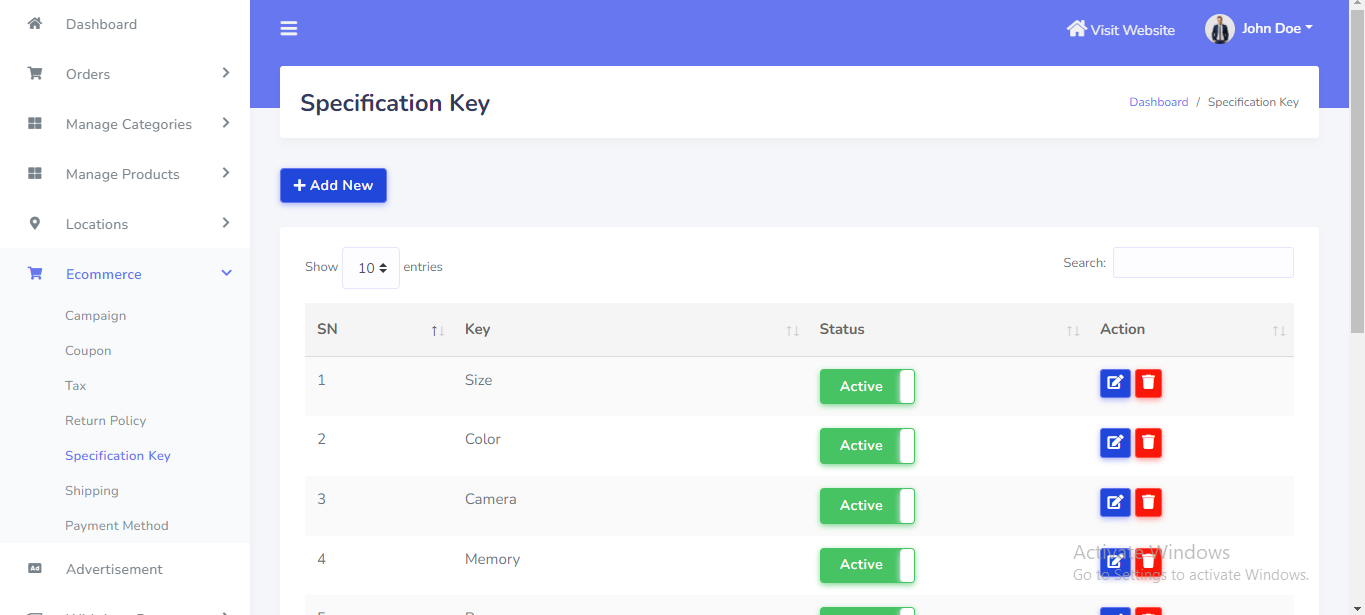 Dashboard
Orders
Manage Categories
Manage Products
Locations
Ecommerce
Campaign
Coupon
Tax
Return Policy
Specification Key
Shipping
Payment Method
Ad Advertisement
Visit Website
John Doe
Specification Key
Dashboard / Specification Key
+ Add New
Show 10 entries
Search:
SN Key Status Action
1 Size Active
2 Color Active
3 Camera Active
4 Memory Active
Activate Windows
Go to Settings to activate Windows.